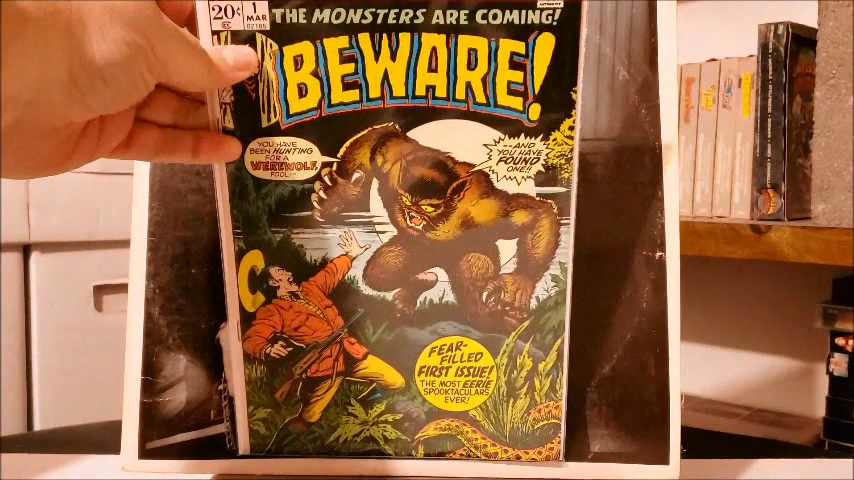 20¢
1
MAR
02185
THE MONSTERS ARE COMING!
BEWARE!
YOU HAVE
BEEN HUNTING
FOR A
WEREWOLF,
FOOL--
--AND
YOU HAVE
FOUND
ONE!!
FEAR-
FILLED
FIRST ISSUE!
THE MOST EERIE
SPOOKTACULARS
EVER!